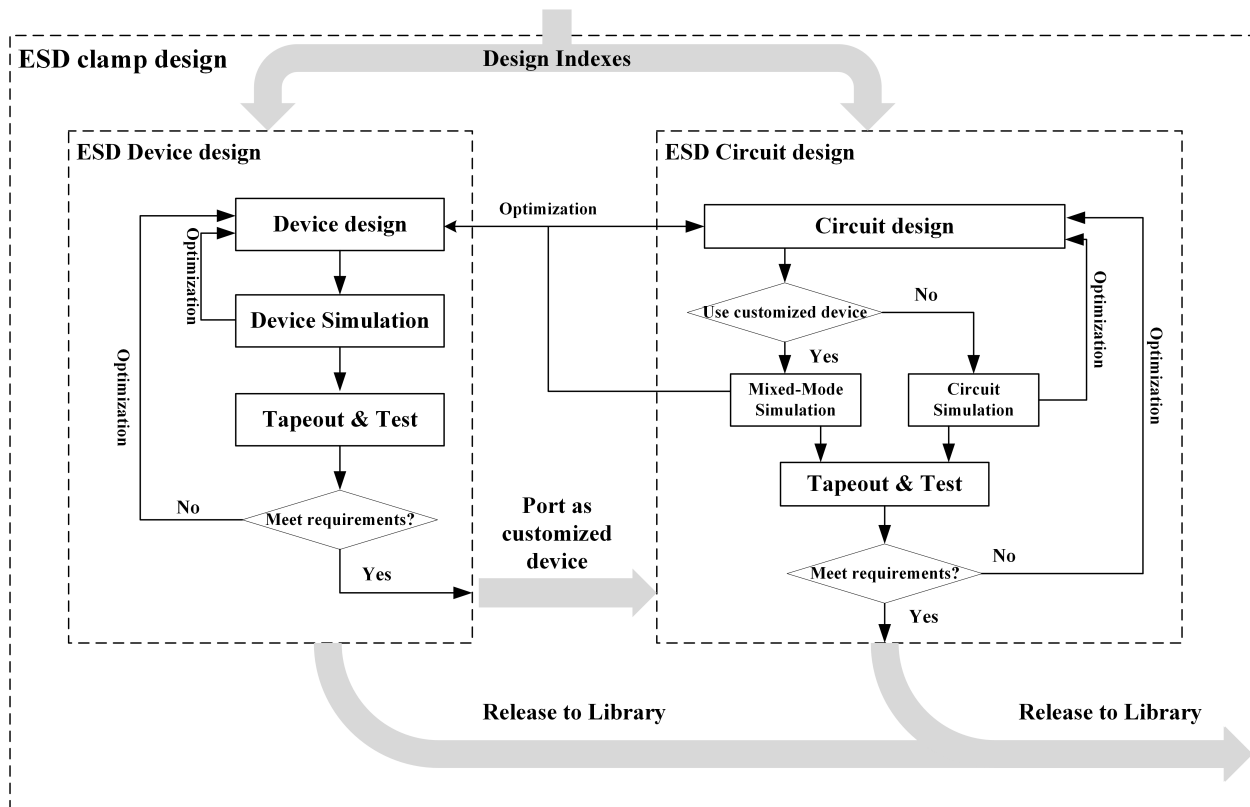 ESD clamp design
Design Indexes
ESD Device design
Device design
Optimization
Device Simulation
Optimization
Tapeout & Test
No
Meet requirements?
Yes
Optimization
Port as
customized
device
ESD Circuit design
Circuit design
Use customized device
No
Yes
Mixed-Mode
Simulation
Circuit
Simulation
Optimization
Optimization
Tapeout & Test
Meet requirements?
No
Yes
Release to Library
Release to Library